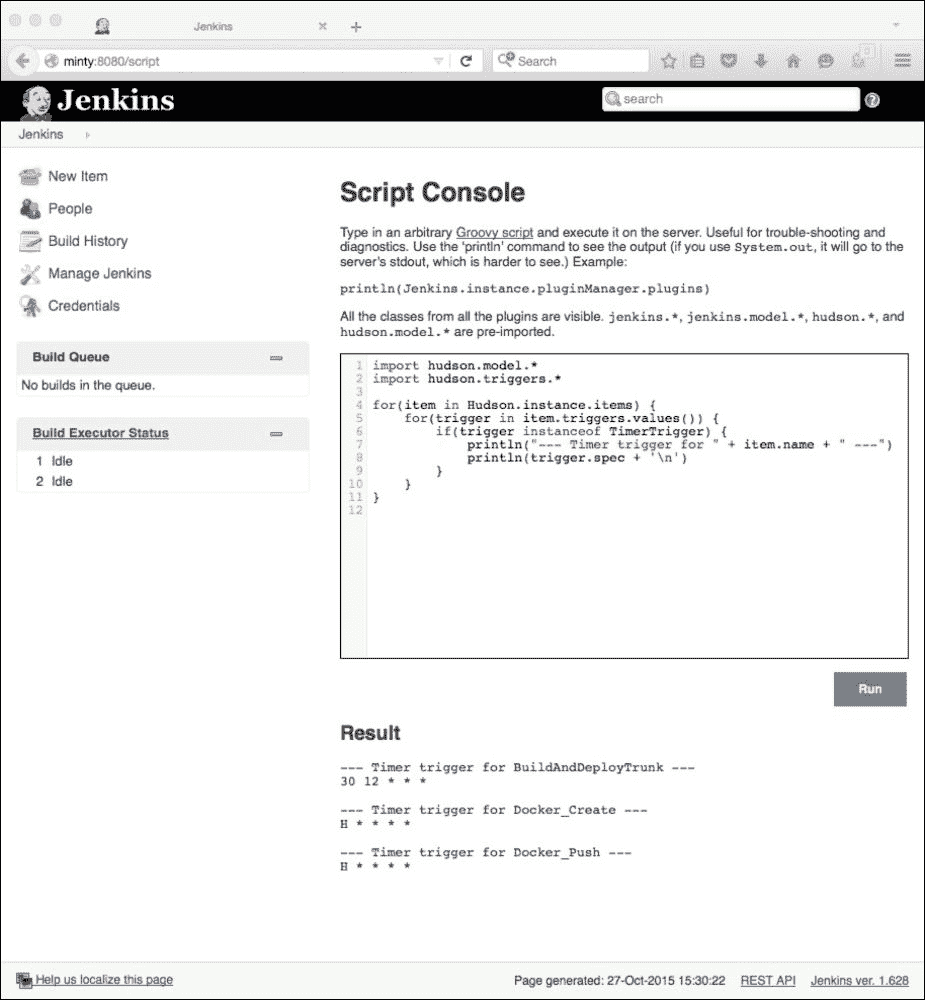 Jenkins
minty:8080/script
Search
0
Jenkins
search
?
Jenkins
New Item
People
Build History
Manage Jenkins
Credentials
Build Queue
No builds in the queue.
Build Executor Status
1 Idle
2 Idle
Script Console
Type in an arbitrary Groovy script and execute it on the server. Useful for trouble-shooting and
diagnostics. Use the 'println' command to see the output (if you use System.out, it will go to the
server's stdout, which is harder to see.) Example:
println(Jenkins.instance.pluginManager.plugins)
All the classes from all the plugins are visible. jenkins.*, jenkins.model.*, hudson.*, and
hudson.model.* are pre-imported.
1 import hudson.model.*
2 import hudson.triggers.*
3
4 for(item in Hudson.instance.items) {
5     for(trigger in item.triggers.values()) {
6         if(trigger instanceof TimerTrigger) {
7             println("--- Timer trigger for " + item.name + " ---")
8             println(trigger.spec + '\n')
9         }
10     }
11 }
12
Run
Result
--- Timer trigger for BuildAndDeployTrunk ---
30 12 * * *
--- Timer trigger for Docker_Create ---
H * * * *
--- Timer trigger for Docker_Push ---
H * * * *
Help us localize this page
Page generated: 27-Oct-2015 15:30:22
REST API
Jenkins ver. 1.628